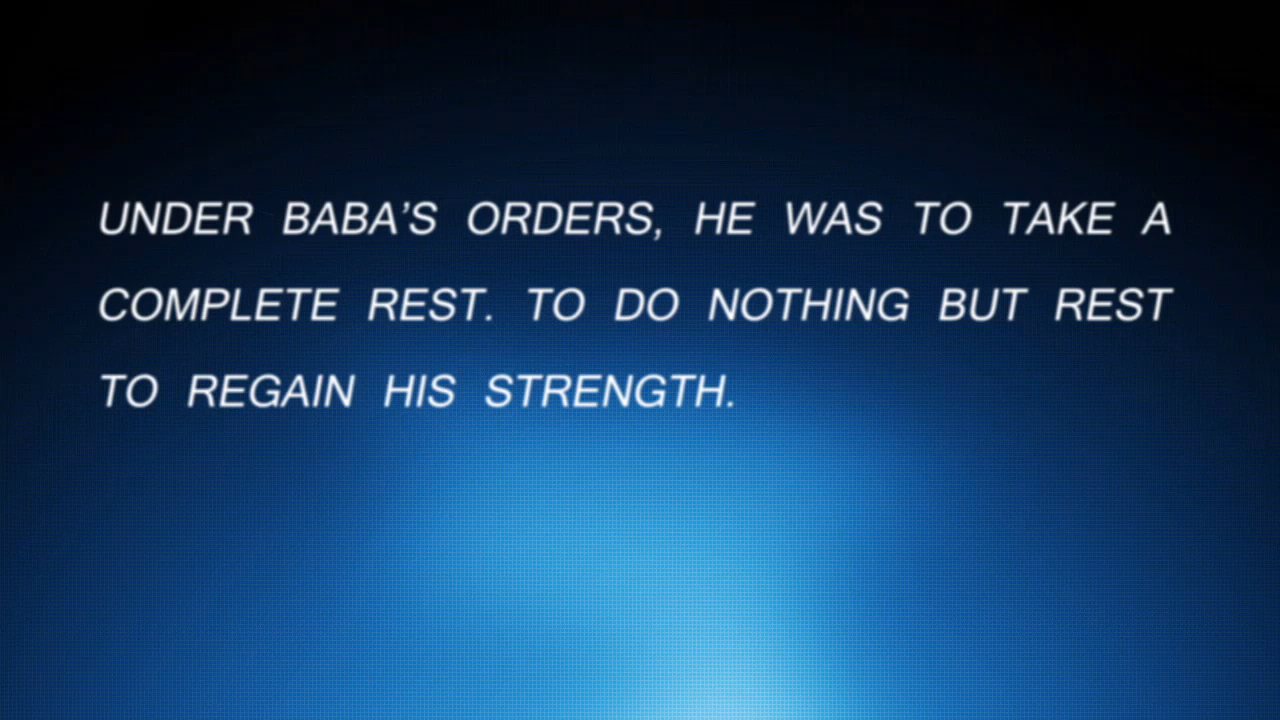 UNDER BABA’S ORDERS, HE WAS TO TAKE A
COMPLETE REST. TO DO NOTHING BUT REST
TO REGAIN HIS STRENGTH.